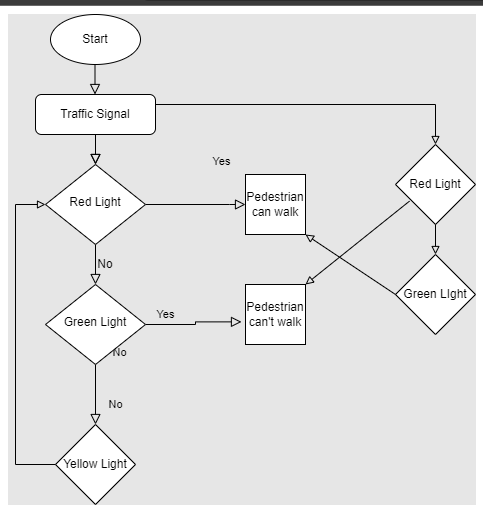 Start
Traffic Signal
Yes
Red Light
Pedestrian
can walk
Red Light
No
Green Light
Yes
Pedestrian
can't walk
Green LIght
No
No
Yellow Light